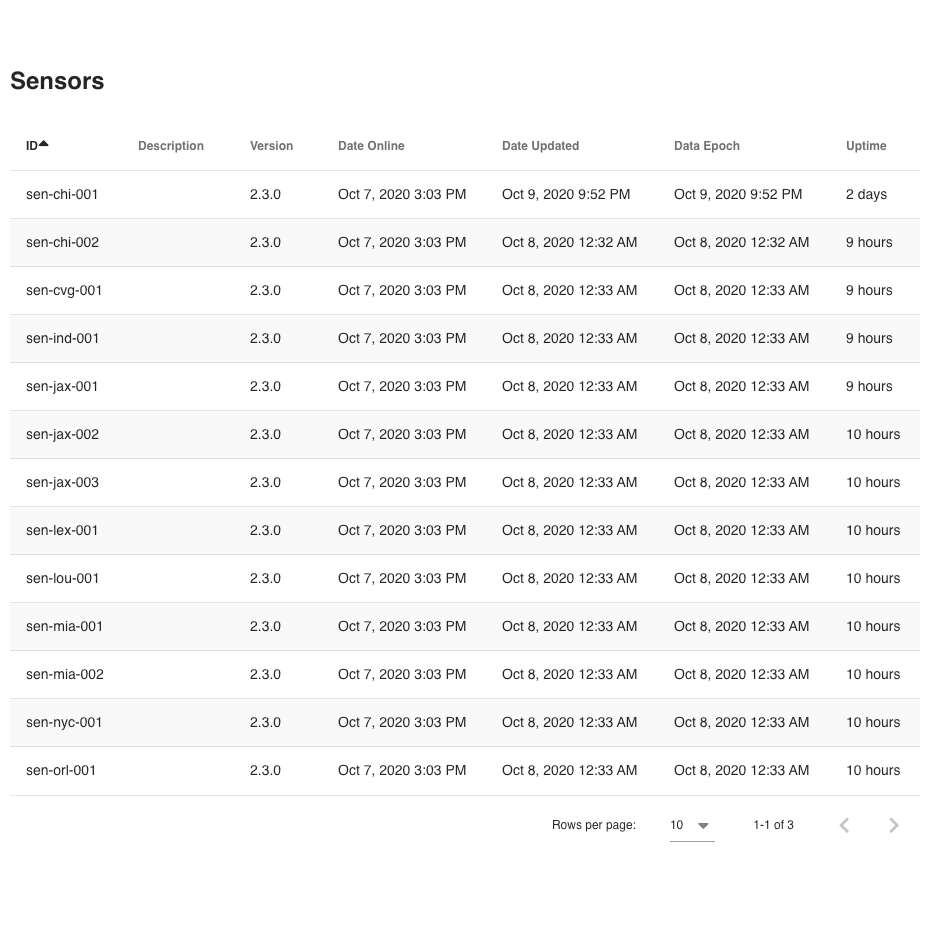 Sensors
ID Description Version Date Online Date Updated Data Epoch Uptime
sen-chi-001 2.3.0 Oct 7, 2020 3:03 PM Oct 9, 2020 9:52 PM Oct 9, 2020 9:52 PM 2 days
sen-chi-002 2.3.0 Oct 7, 2020 3:03 PM Oct 8, 2020 12:32 AM Oct 8, 2020 12:32 AM 9 hours
sen-cvg-001 2.3.0 Oct 7, 2020 3:03 PM Oct 8, 2020 12:33 AM Oct 8, 2020 12:33 AM 9 hours
sen-ind-001 2.3.0 Oct 7, 2020 3:03 PM Oct 8, 2020 12:33 AM Oct 8, 2020 12:33 AM 9 hours
sen-jax-001 2.3.0 Oct 7, 2020 3:03 PM Oct 8, 2020 12:33 AM Oct 8, 2020 12:33 AM 9 hours
sen-jax-002 2.3.0 Oct 7, 2020 3:03 PM Oct 8, 2020 12:33 AM Oct 8, 2020 12:33 AM 10 hours
sen-jax-003 2.3.0 Oct 7, 2020 3:03 PM Oct 8, 2020 12:33 AM Oct 8, 2020 12:33 AM 10 hours
sen-lex-001 2.3.0 Oct 7, 2020 3:03 PM Oct 8, 2020 12:33 AM Oct 8, 2020 12:33 AM 10 hours
sen-lou-001 2.3.0 Oct 7, 2020 3:03 PM Oct 8, 2020 12:33 AM Oct 8, 2020 12:33 AM 10 hours
sen-mia-001 2.3.0 Oct 7, 2020 3:03 PM Oct 8, 2020 12:33 AM Oct 8, 2020 12:33 AM 10 hours
sen-mia-002 2.3.0 Oct 7, 2020 3:03 PM Oct 8, 2020 12:33 AM Oct 8, 2020 12:33 AM 10 hours
sen-nyc-001 2.3.0 Oct 7, 2020 3:03 PM Oct 8, 2020 12:33 AM Oct 8, 2020 12:33 AM 10 hours
sen-orl-001 2.3.0 Oct 7, 2020 3:03 PM Oct 8, 2020 12:33 AM Oct 8, 2020 12:33 AM 10 hours
Rows per page: 10 1-1 of 3